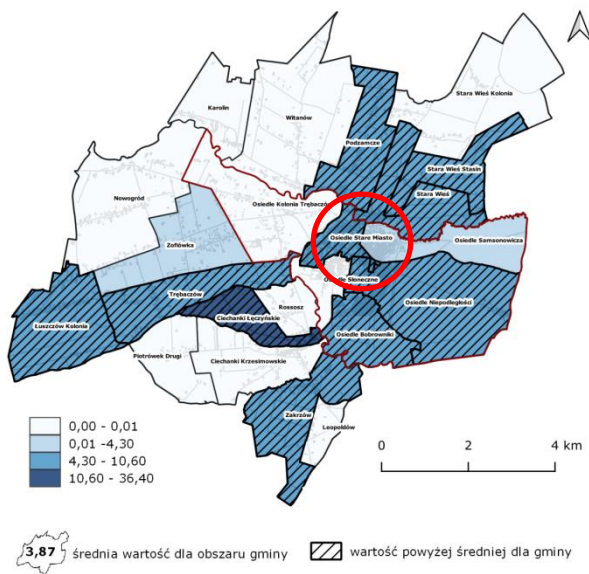 Karolin
Witanów
Stara Wieś Kolonia
Podzamcze
Stara Wieś Stasin
Stara Wieś
Nowogród
Osiedle Kolonia Trębaczów
Zofiówka
Osiedle Stare Miasto
Osiedle Samsonowicza
Osiedle Słoneczne
Trębaczów
Osiedle Niepodległości
Rossosz
Łuszczów Kolonia
Ciechanki Łęczyńskie
Osiedle Bobrowniki
Piotrówek Drugi
Ciechanki Krzesimowskie
Zakrzów
Leopoldów
0,00 - 0,01
0,01 -4,30
4,30 - 10,60
10,60 - 36,40
0 2 4 km
3,87 średnia wartość dla obszaru gminy
wartość powyżej średniej dla gminy